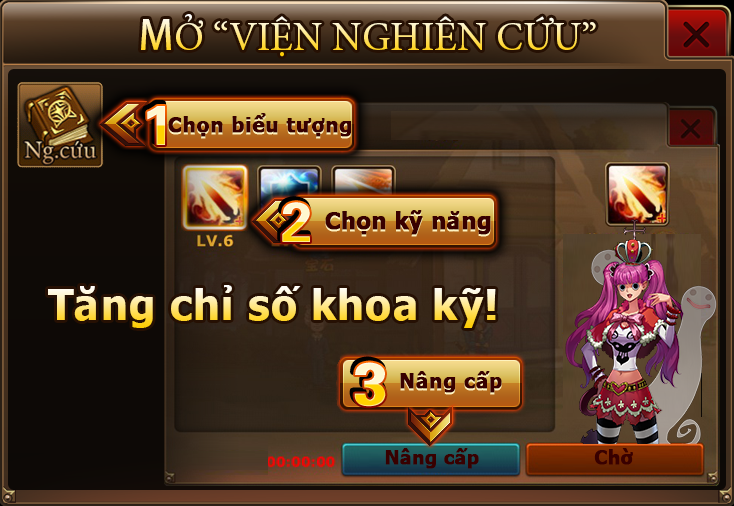 MỞ “VIỆN NGHIÊN CỨU”
Ng.cứu
1 Chọn biểu tượng
2 Chọn kỹ năng
LV.6
Tăng chỉ số khoa kỹ!
3 Nâng cấp
00:00:00
Nâng cấp
Chờ